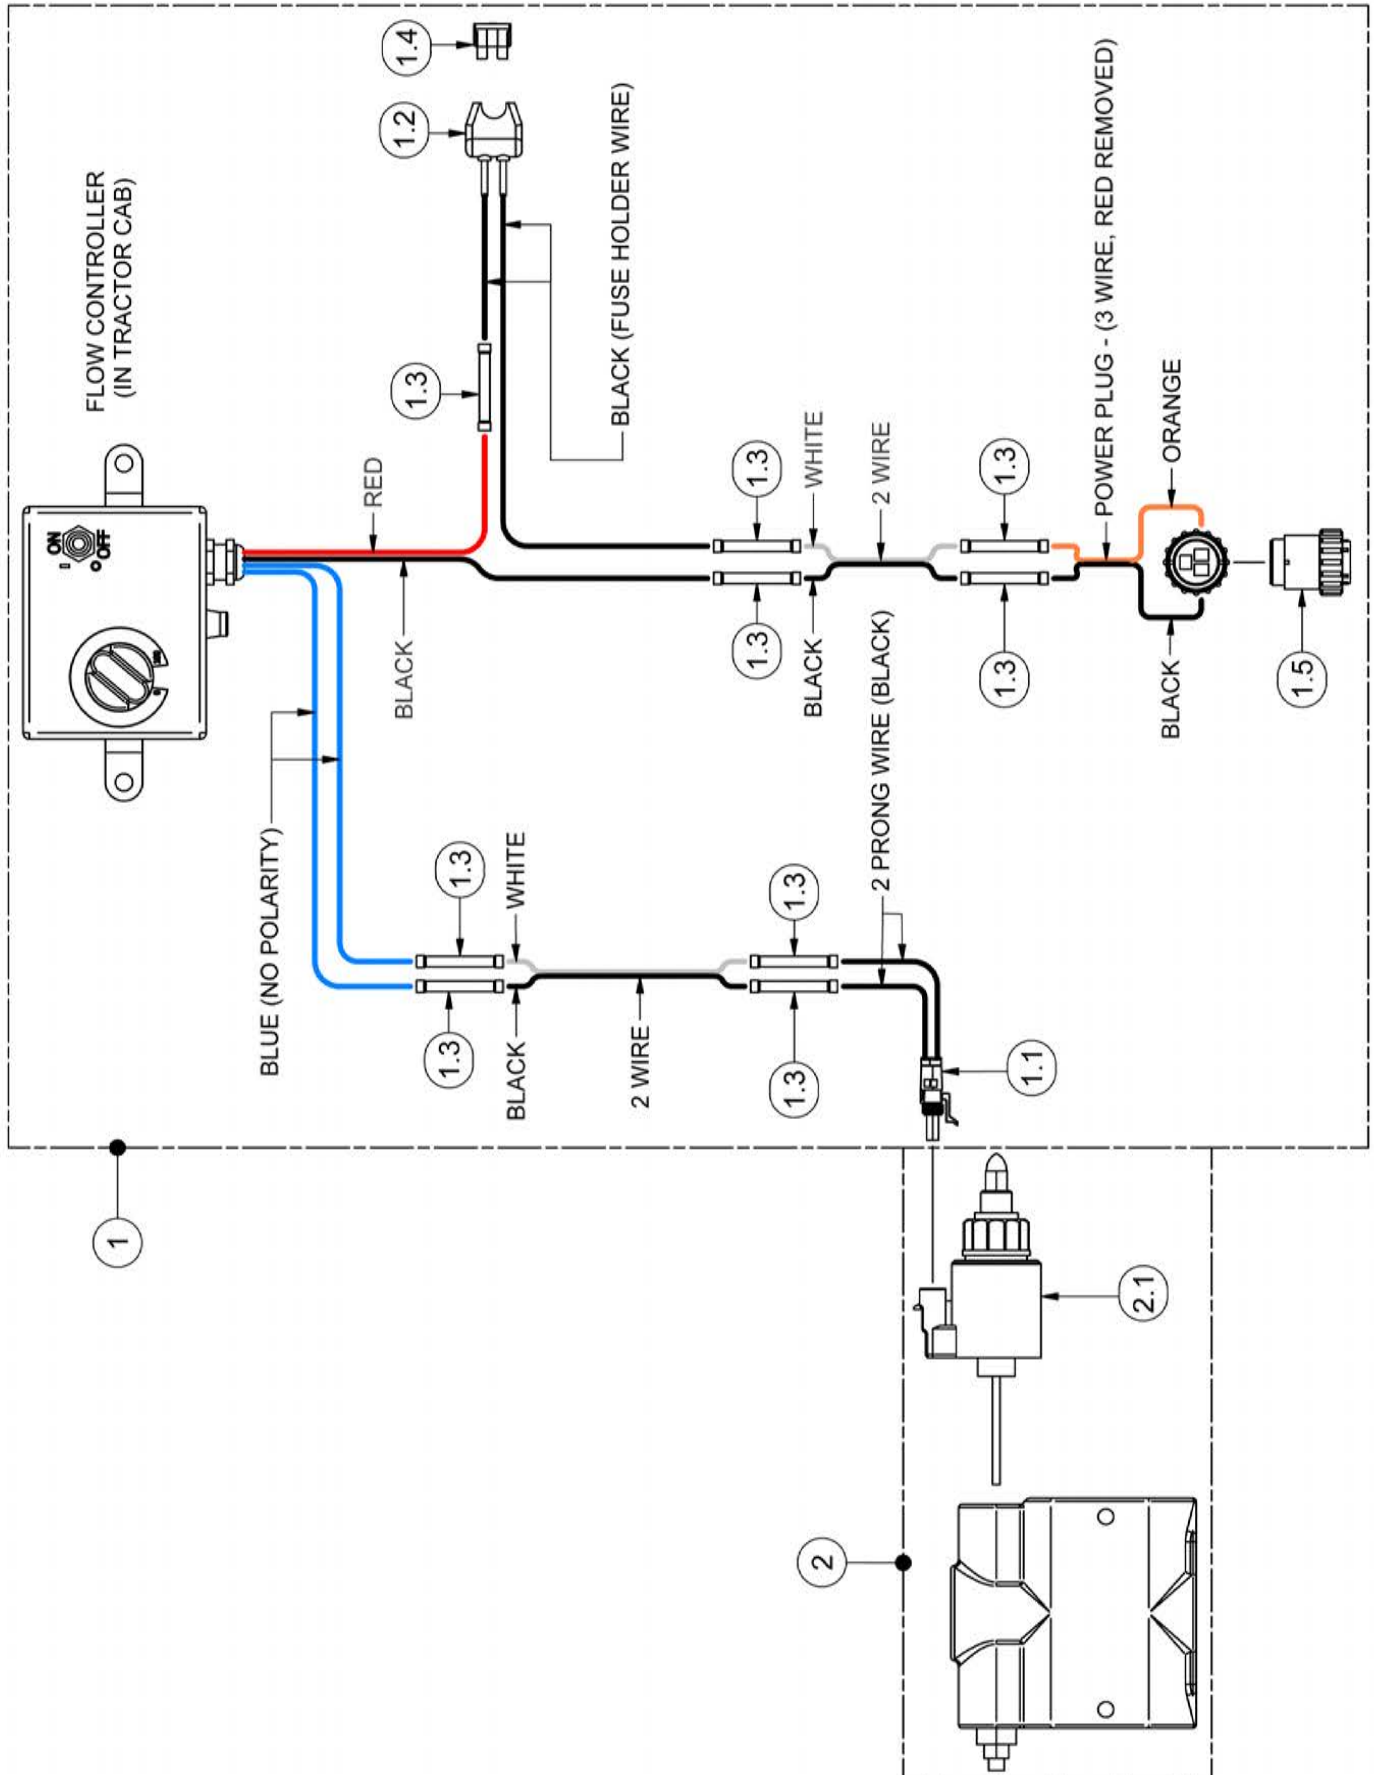 FLOW CONTROLLER
(IN TRACTOR CAB)
ON
OFF
1.4
1.2
1.3
RED
BLACK
BLACK (FUSE HOLDER WIRE)
BLUE (NO POLARITY)
1.3
1.3
WHITE
BLACK
2 WIRE
1.3
1.3
2 PRONG WIRE (BLACK)
1.1
1.3
1.3
WHITE
BLACK
2 WIRE
1.3
1.3
POWER PLUG - (3 WIRE, RED REMOVED)
ORANGE
BLACK
1.5
1
2.1
2